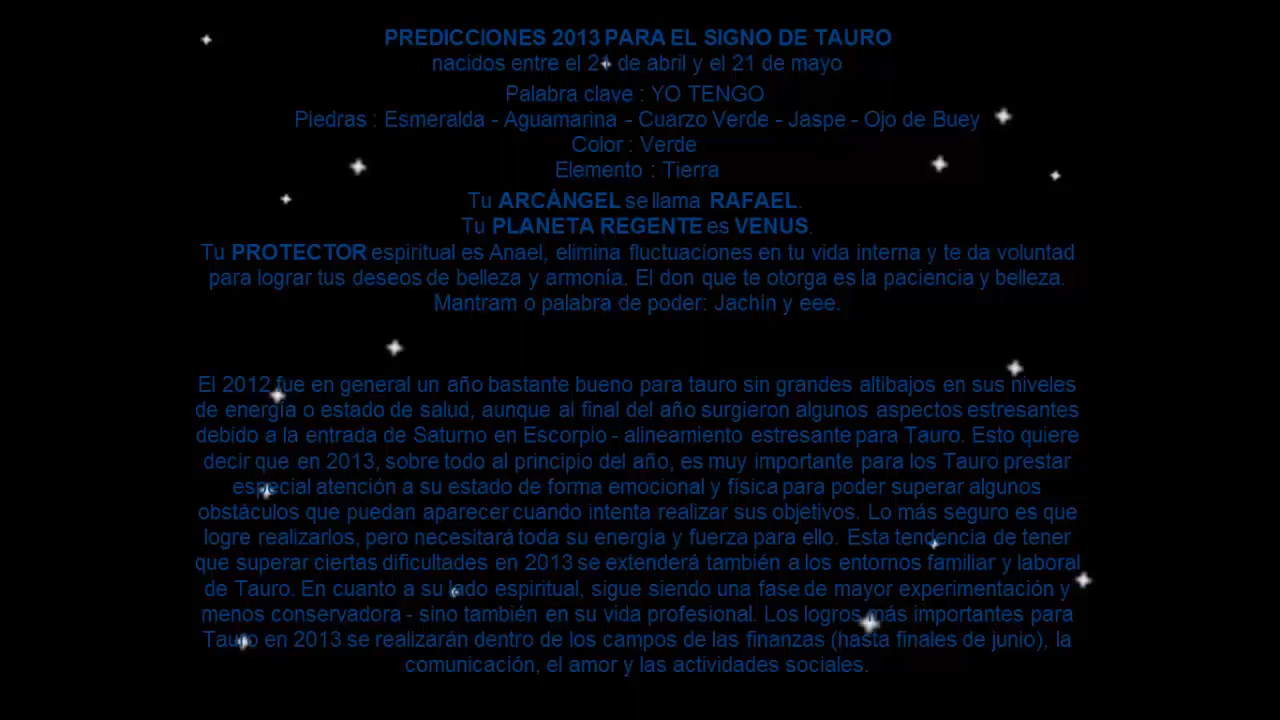 PREDICCIONES 2013 PARA EL SIGNO DE TAURO
nacidos entre el 21 de abril y el 21 de mayo
Palabra clave : YO TENGO
Piedras : Esmeralda - Aguamarina - Cuarzo Verde - Jaspe - Ojo de Buey
Color : Verde
Elemento : Tierra
Tu ARCÁNGEL se llama RAFAEL.
Tu PLANETA REGENTE es VENUS.
Tu PROTECTOR espiritual es Anael, elimina fluctuaciones en tu vida interna y te da voluntad
para lograr tus deseos de belleza y armonía. El don que te otorga es la paciencia y belleza.
Mantram o palabra de poder: Jachín y eee.
El 2012 fue en general un año bastante bueno para tauro sin grandes altibajos en sus niveles
de energía o estado de salud, aunque al final del año surgieron algunos aspectos estresantes
debido a la entrada de Saturno en Escorpio - alineamiento estresante para Tauro. Esto quiere
decir que en 2013, sobre todo al principio del año, es muy importante para los Tauro prestar
especial atención a su estado de forma emocional y física para poder superar algunos
obstáculos que puedan aparecer cuando intenta realizar sus objetivos. Lo más seguro es que
logre realizarlos, pero necesitará toda su energía y fuerza para ello. Esta tendencia de tener
que superar ciertas dificultades en 2013 se extenderá también a los entornos familiar y laboral
de Tauro. En cuanto a su lado espiritual, sigue siendo una fase de mayor experimentación y
menos conservadora - sino también en su vida profesional. Los logros más importantes para
Tauro en 2013 se realizarán dentro de los campos de las finanzas (hasta finales de junio), la
comunicación, el amor y las actividades sociales.